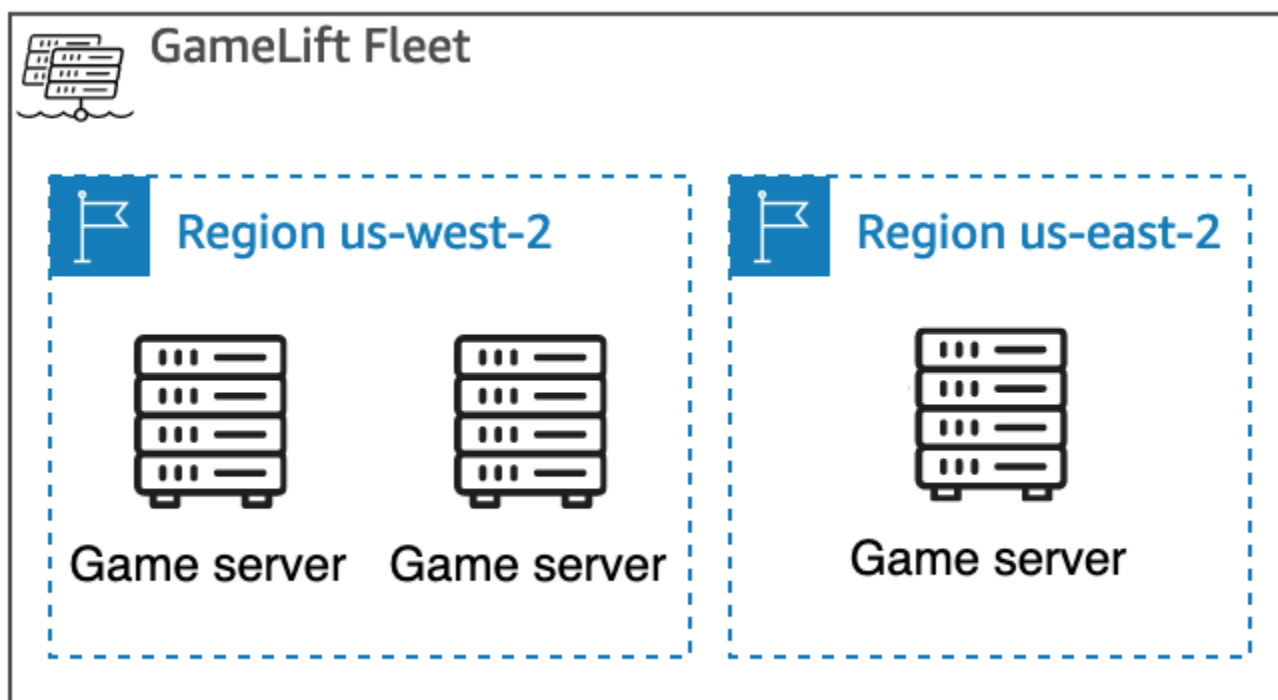 GameLift Fleet
Region us-west-2
Region us-east-2
Game server
Game server
Game server